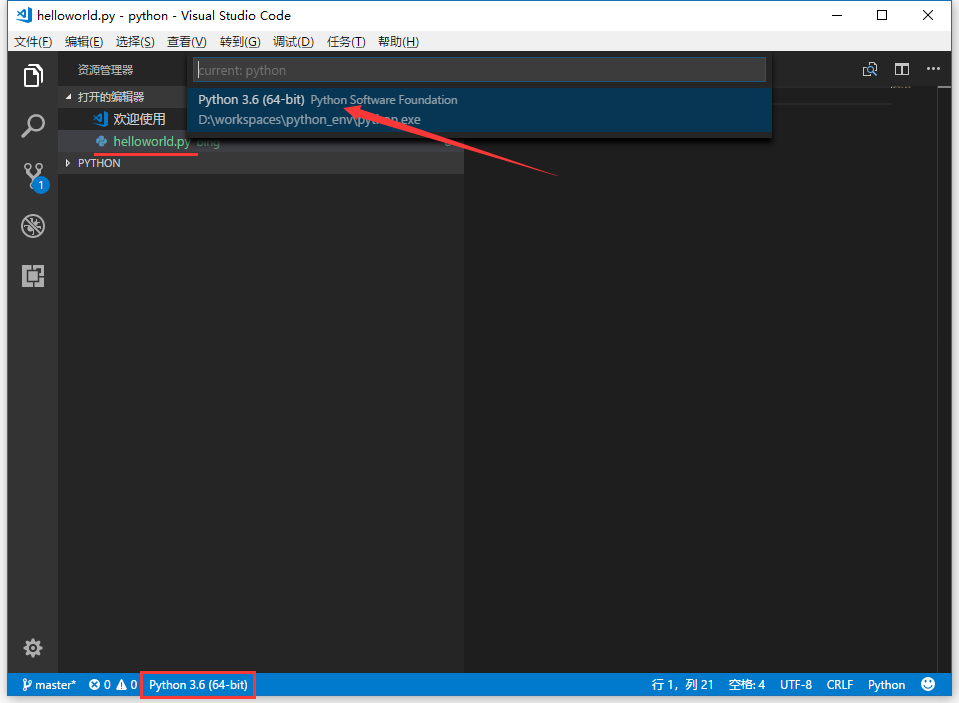 helloworld.py - python - Visual Studio Code
文件(F) 编辑(E) 选择(S) 查看(V) 转到(G) 调试(D) 任务(T) 帮助(H)
资源管理器
current: python
打开的编辑器
Python 3.6 (64-bit) Python Software Foundation
欢迎使用
D:\workspaces\python_env\python.exe
helloworld.py bing
PYTHON
1
master* 0 0 Python 3.6 (64-bit) 行 1，列 21 空格: 4 UTF-8 CRLF Python